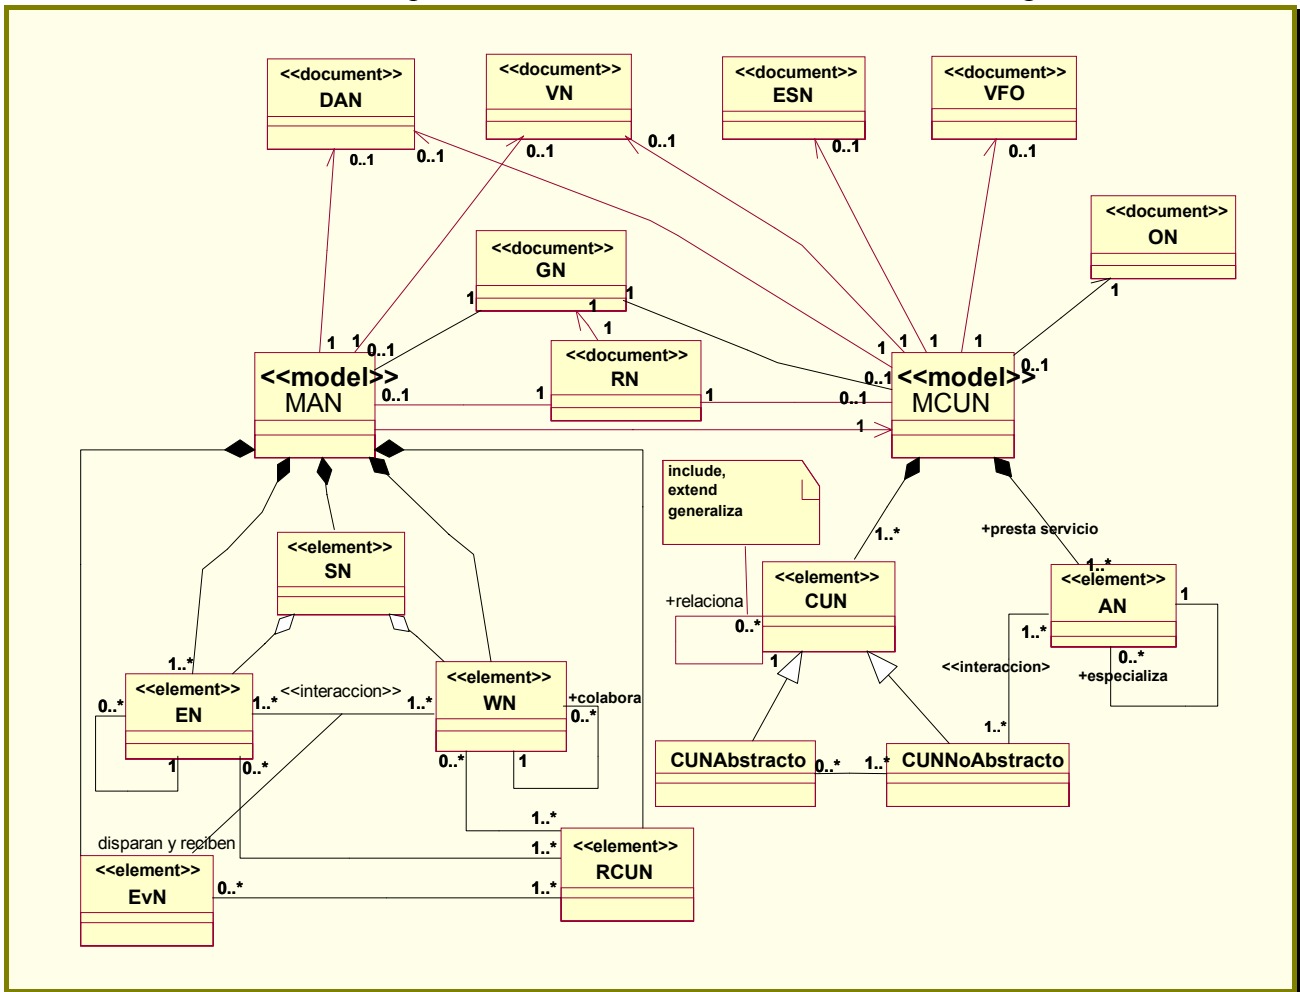 <<document>>
DAN
<<document>>
VN
<<document>>
ESN
<<document>>
VFO
0..1
0..1
0..1
0..1
0..1
0..1
<<document>>
ON
<<document>>
GN
1
1
1
1
1
<<document>>
RN
1
1
0..1
1
1
1
1
0..1
0..1
<<model>>
MAN
0..1
1
1
0..1
<<model>>
MCUN
1
include,
extend
generaliza
1..*
+presta servicio
1..*
<<element>>
SN
<<element>>
CUN
+relaciona
0..*
1
<<element>>
AN
1
1..*
0..*
<<interaccion>
+especializa
1..*
1..*
<<element>>
EN
0..*
1
0..*
1..*
<<interaccion>>
1..*
<<element>>
WN
+colabora
0..*
1
0..*
CUNAbstracto
0..*
1..*
CUNNoAbstracto
disparan y reciben
1..*
1..*
<<element>>
RCUN
<<element>>
EvN
0..*
1..*